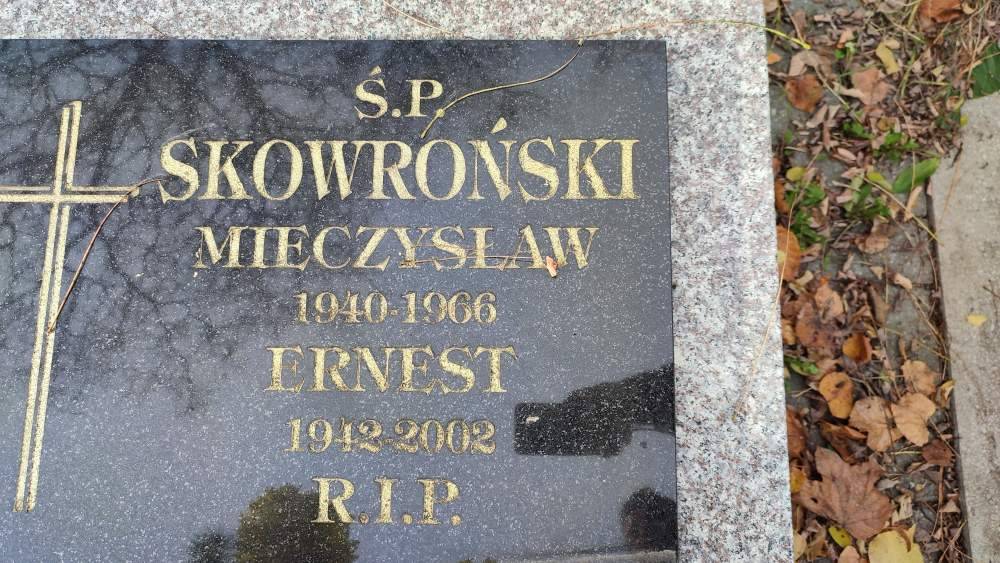 Ś.P.
SKOWROŃSKI
MIECZYSŁAW
1940-1966
ERNEST
1942-2002
R.I.P.